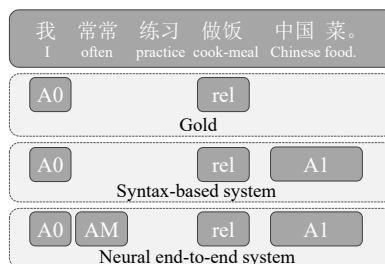 我 常常 练习 做饭 中国 菜。
I often practice cook-meal Chinese food.
A0 rel
Gold
A0 rel A1
Syntax-based system
A0 AM rel A1
Neural end-to-end system